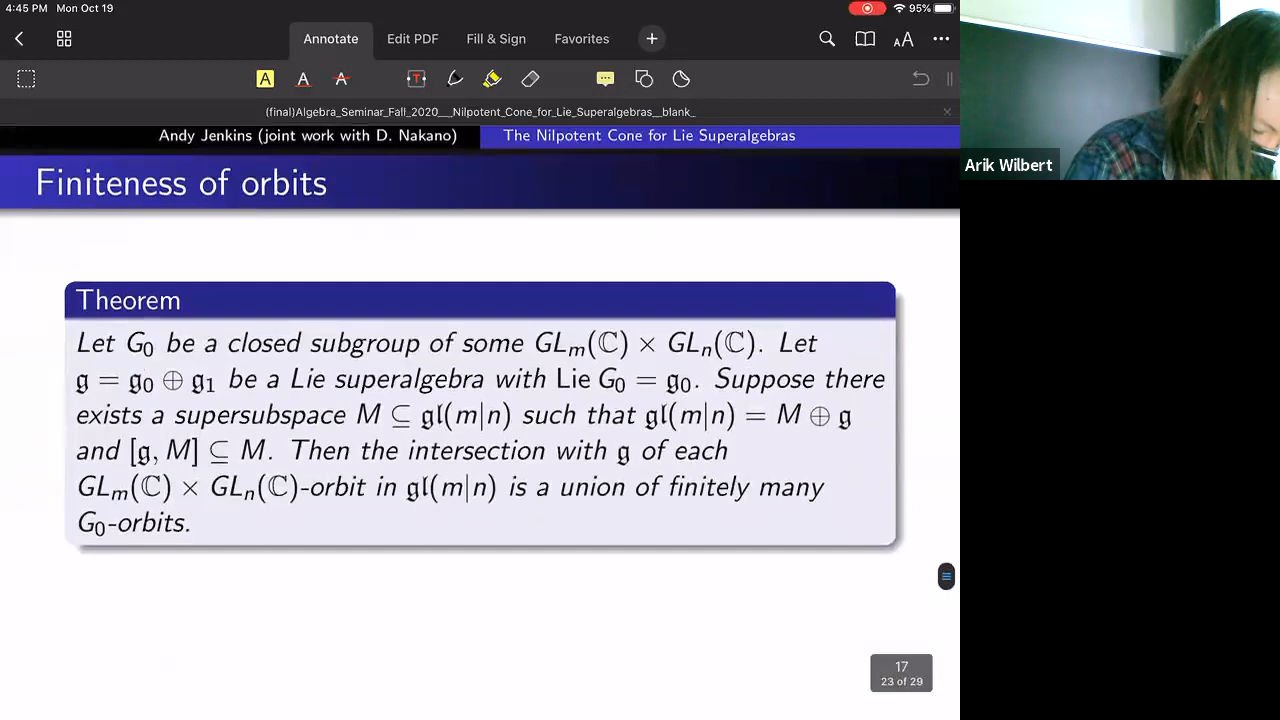 4:45 PM Mon Oct 19
95%
Annotate Edit PDF Fill & Sign Favorites
(final)Algebra_Seminar_Fall_2020__Nilpotent_Cone_for_Lie_Superalgebras__blank_
Andy Jenkins (joint work with D. Nakano) The Nilpotent Cone for Lie Superalgebras
Finiteness of orbits
Theorem
Let G₀ be a closed subgroup of some GLₘ(ℂ) × GLₙ(ℂ). Let
𝔤 = 𝔤₀ ⊕ 𝔤₁ be a Lie superalgebra with Lie G₀ = 𝔤₀. Suppose there
exists a supersubspace M ⊆ 𝔤𝔩(m|n) such that 𝔤𝔩(m|n) = M ⊕ 𝔤
and [𝔤, M] ⊆ M. Then the intersection with 𝔤 of each
GLₘ(ℂ) × GLₙ(ℂ)-orbit in 𝔤𝔩(m|n) is a union of finitely many
G₀-orbits.
17
23 of 29
Arik Wilbert